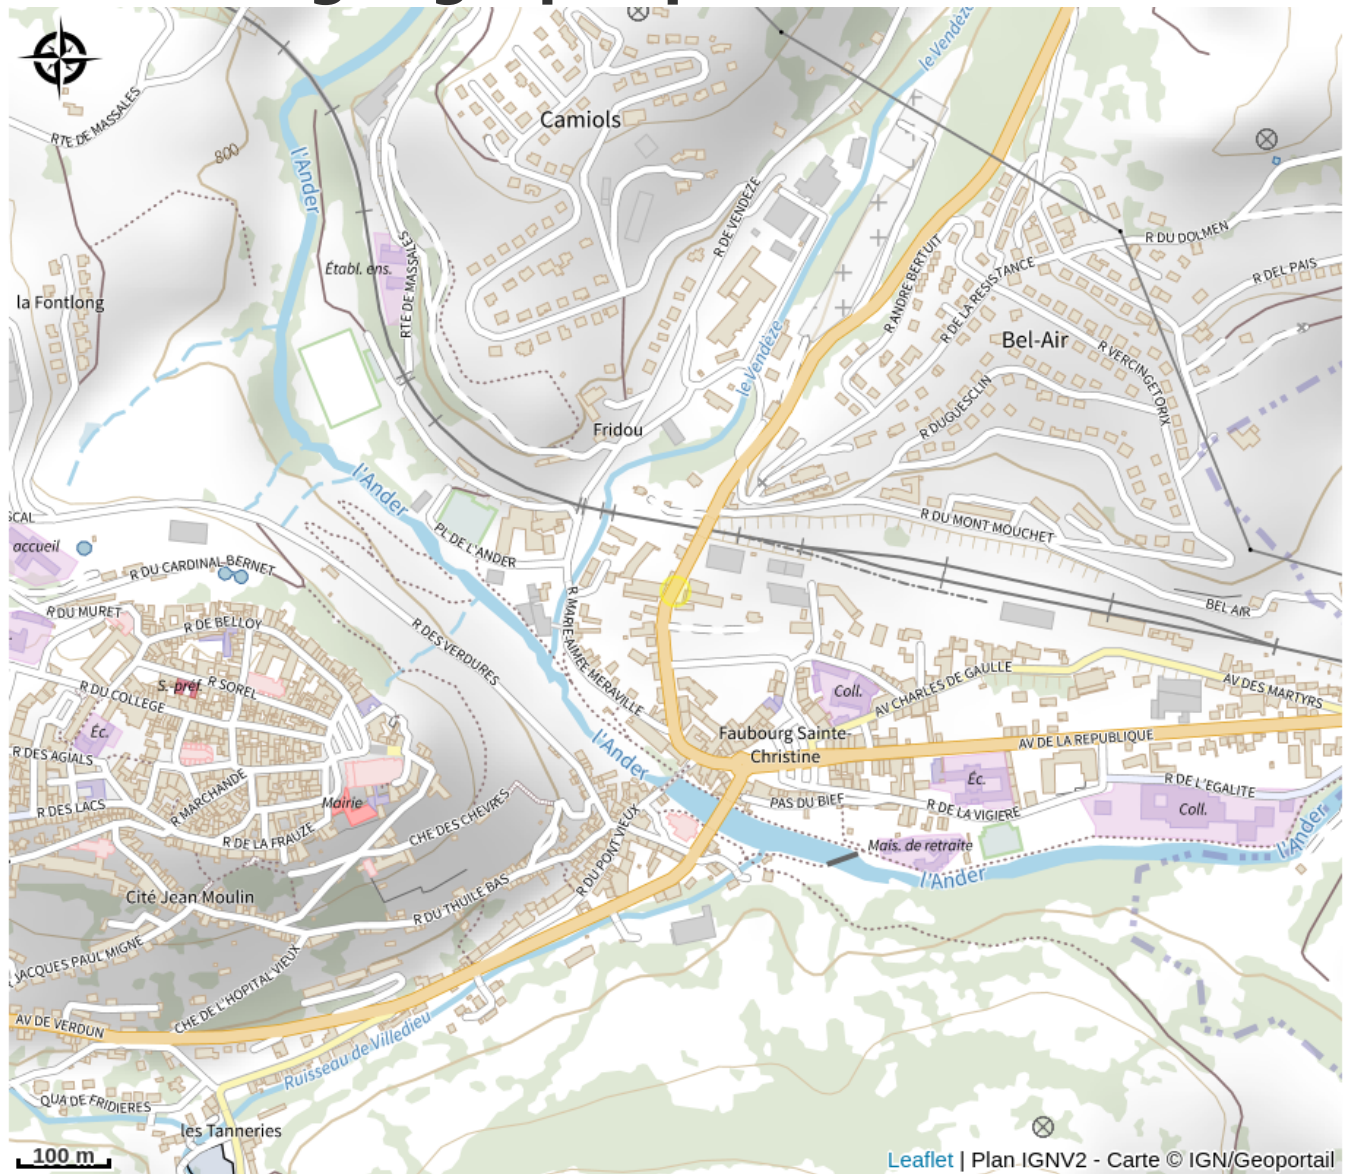 le Vendèze
RTE DE MASSALES
Camiols
800
l'Ander
R DE VENDEZE
R DU DOLMEN
RTE DE MASSALES
Établ. ens.
R ANDRE BERTUIT
R DE LA RESISTANCE
R DEL PAIS
la Fontlong
le Vendèze
Bel-Air
R VERCINGETORIX
R DUGUESCLIN
Fridou
l'Ander
SCAL
accueil
PL DE L'ANDER
R DU MONT-MOUCHET
R DU CARDINAL BERNET
BEL AIR
R DU MURET
R DE BELLOY
R DES VERDURES
R MARIE-AIMEE MERAVILLE
S.-préf.
R SOREL
R DU COLLEGE
Coll.
AV CHARLES DE GAULLE
AV DES MARTYRS
Éc.
Faubourg Sainte-
Christine
AV DE LA REPUBLIQUE
R DES AGIALS
l'Ander
Éc.
R DE L'EGALITE
R MARCHANDE
Mairie
R DES LACS
CHE DES CHEVRES
PAS DU BIEF
R DE LA VIGIERE
Coll.
R DE LA FRAUZE
R DU PONT VIEUX
Mais. de retraite
l'Ander
l'Ander
Cité Jean Moulin
R DU THUILE BAS
R JACQUES PAUL MIGNE
CHE DE L'HOPITAL VIEUX
AV DE VERDUN
Ruisseau de Villedieu
QUA DE FRIDIERES
les Tanneries
100 m
Leaflet | Plan IGNV2 - Carte © IGN/Geoportail